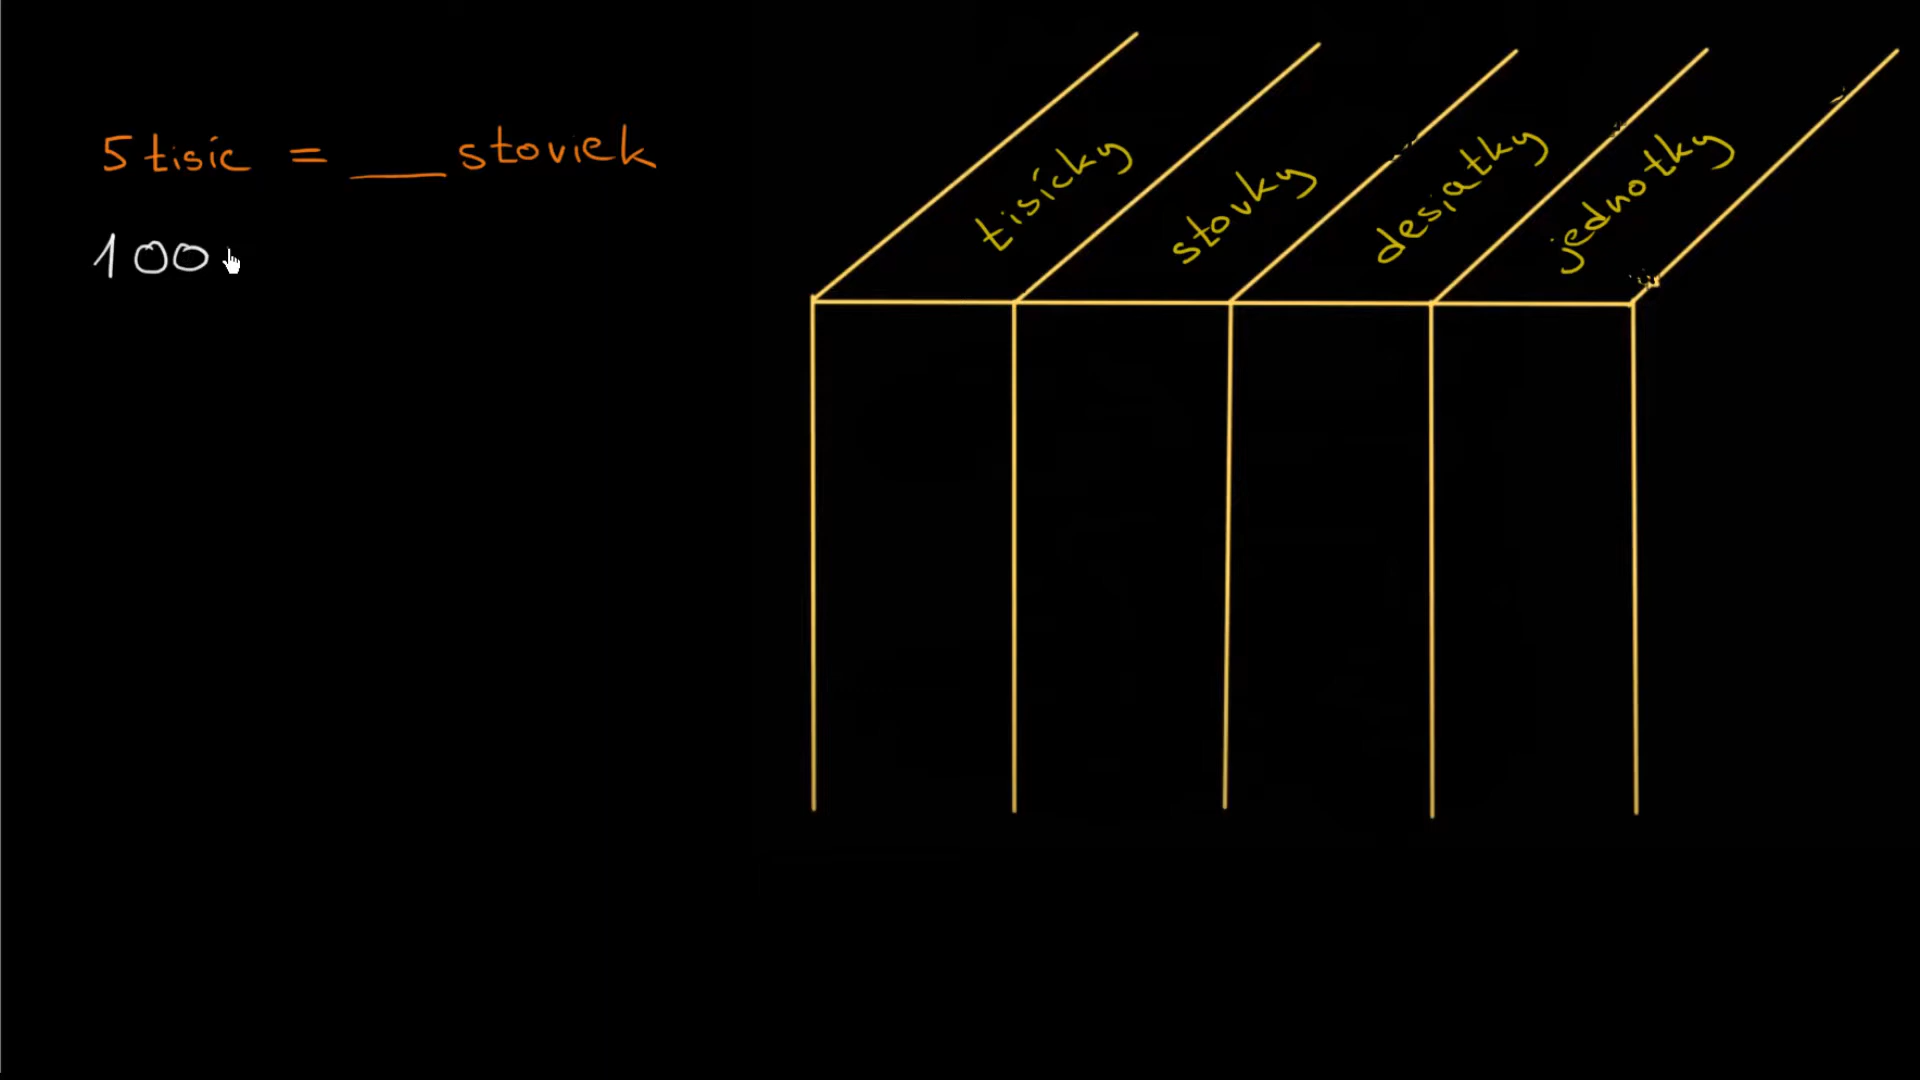 5 tisíc = ___ stoviek
100
tisícky
stovky
desiatky
jednotky